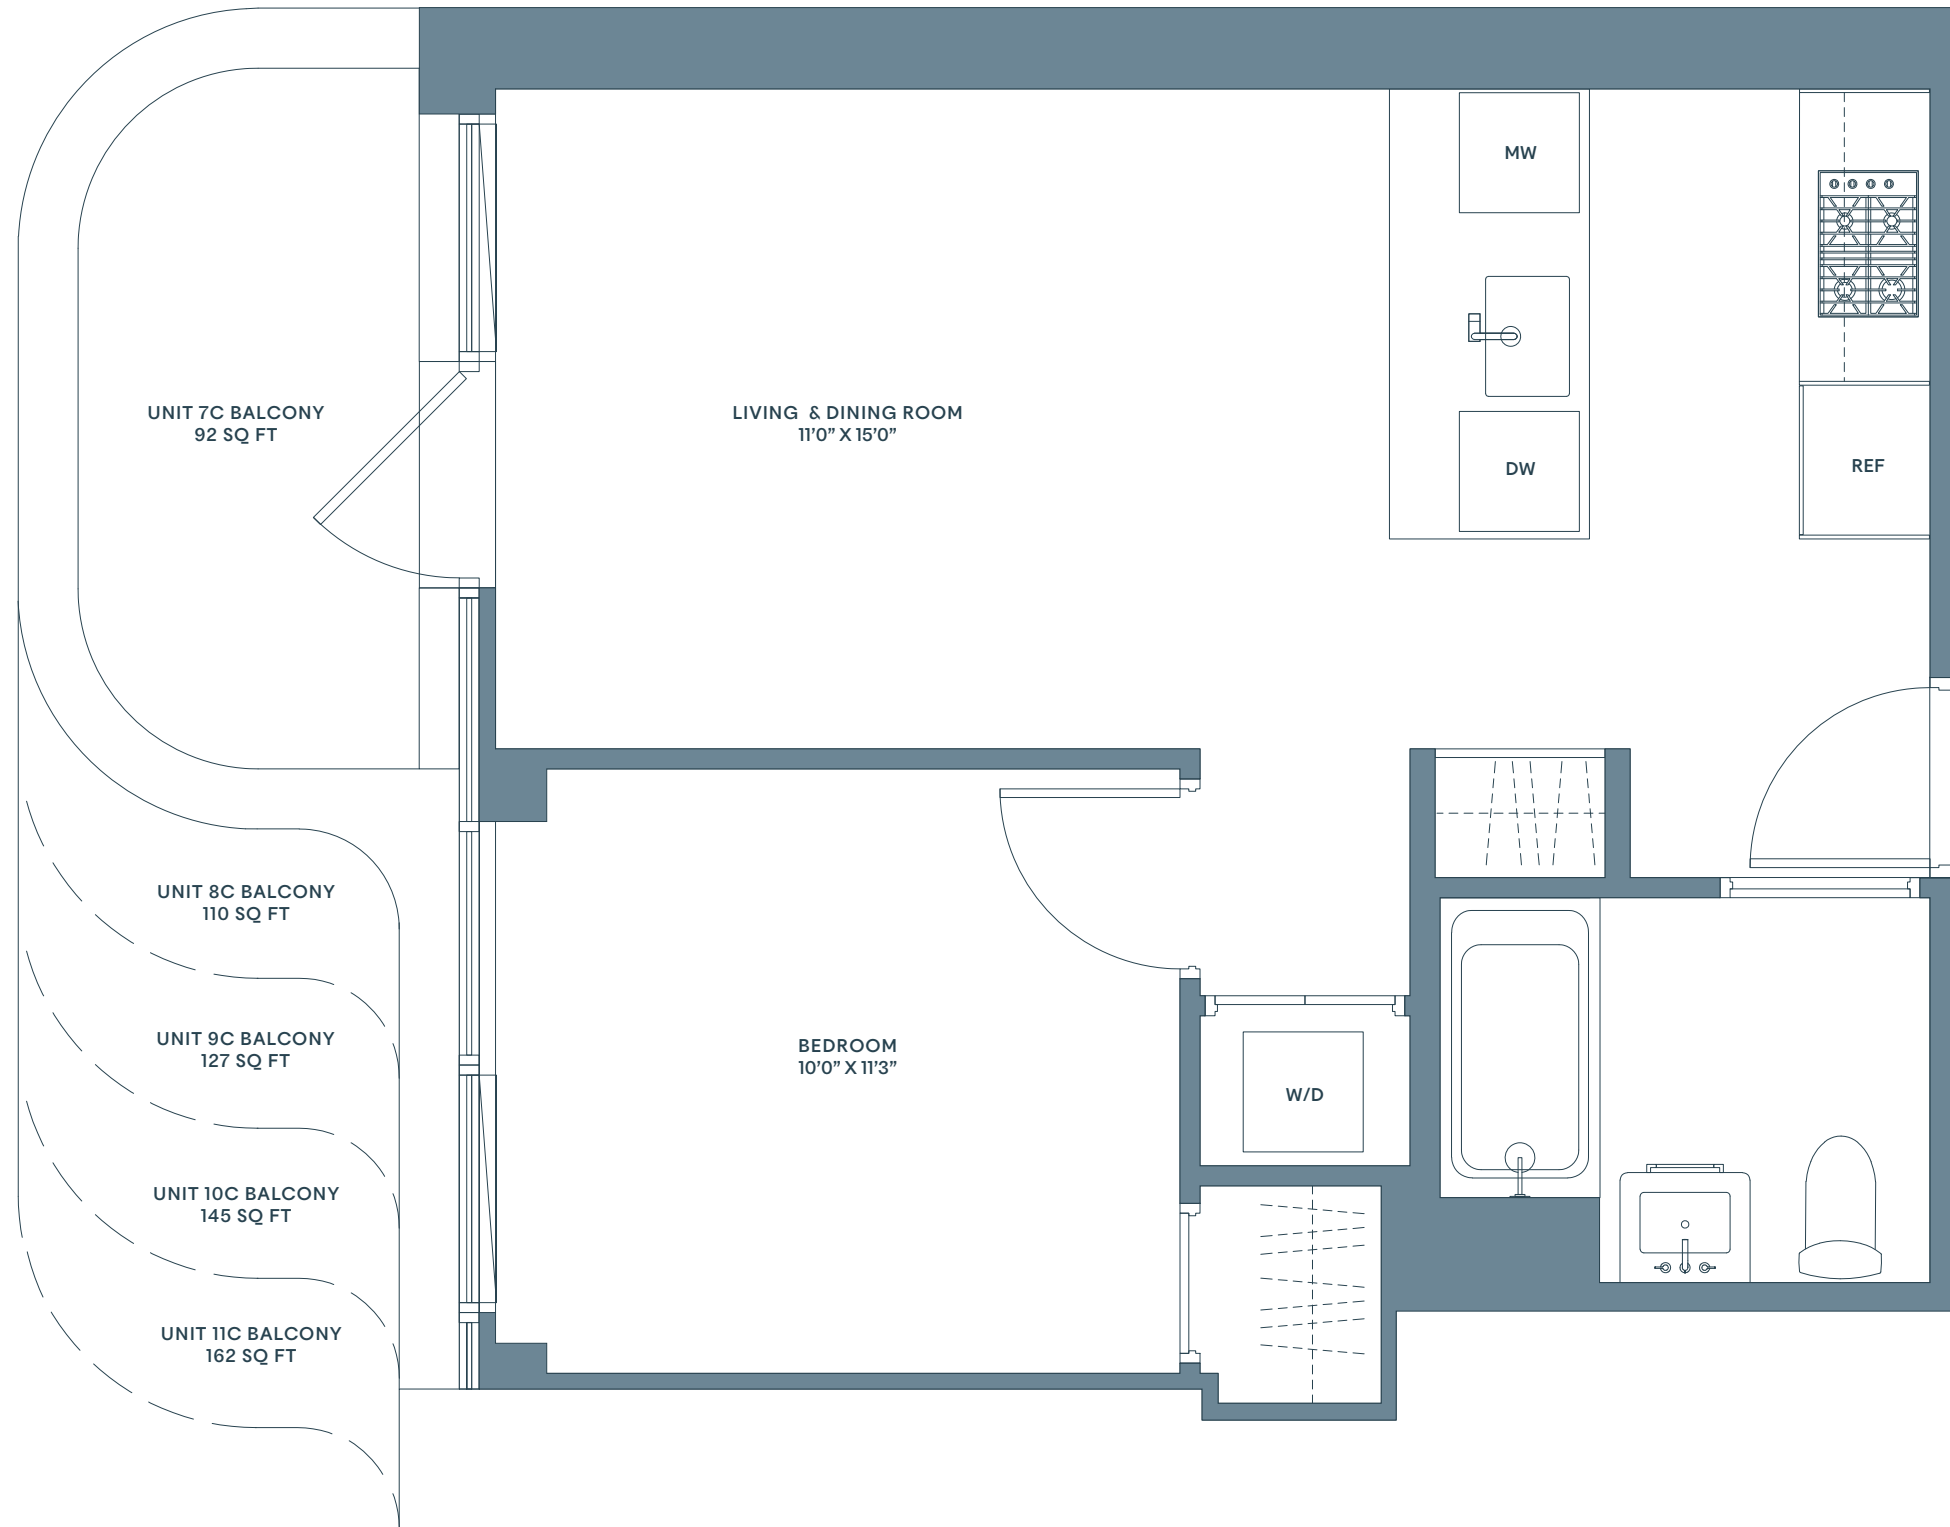 MW
UNIT 7C BALCONY
92 SQ FT
LIVING & DINING ROOM
11’0” X 15’0”
DW
REF
UNIT 8C BALCONY
110 SQ FT
UNIT 9C BALCONY
127 SQ FT
BEDROOM
10’0” X 11’3”
W/D
UNIT 10C BALCONY
145 SQ FT
UNIT 11C BALCONY
162 SQ FT